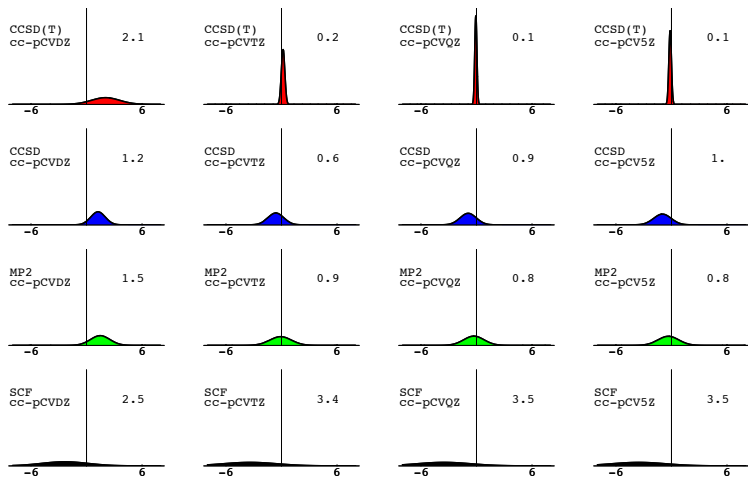 CCSD(T)
cc-pCVDZ 2.1
-6 6
CCSD(T)
cc-pCVTZ 0.2
-6 6
CCSD(T)
cc-pCVQZ 0.1
-6 6
CCSD(T)
cc-pCV5Z 0.1
-6 6
CCSD
cc-pCVDZ 1.2
-6 6
CCSD
cc-pCVTZ 0.6
-6 6
CCSD
cc-pCVQZ 0.9
-6 6
CCSD
cc-pCV5Z 1.
-6 6
MP2
cc-pCVDZ 1.5
-6 6
MP2
cc-pCVTZ 0.9
-6 6
MP2
cc-pCVQZ 0.8
-6 6
MP2
cc-pCV5Z 0.8
-6 6
SCF
cc-pCVDZ 2.5
-6 6
SCF
cc-pCVTZ 3.4
-6 6
SCF
cc-pCVQZ 3.5
-6 6
SCF
cc-pCV5Z 3.5
-6 6